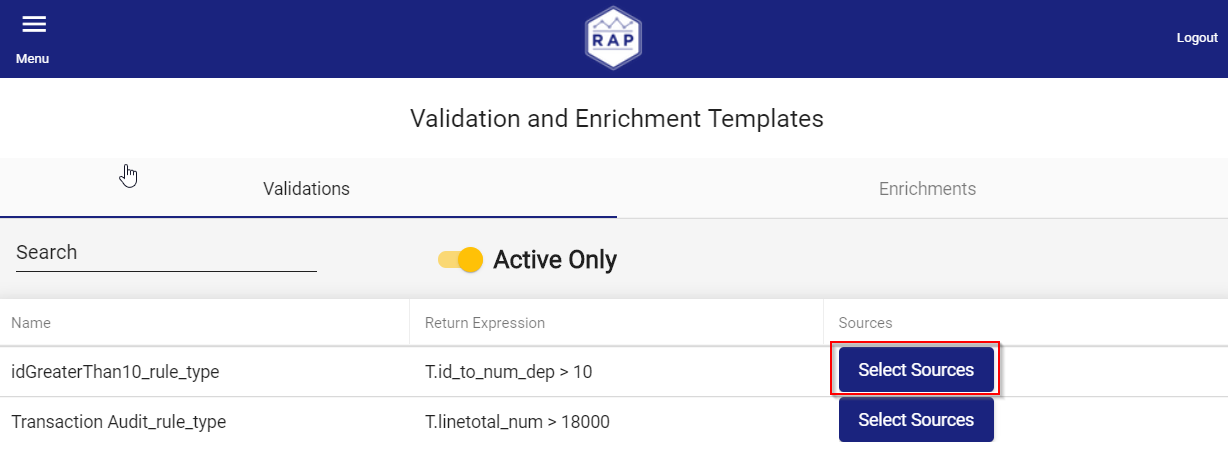 RAP
Menu
Logout
Validation and Enrichment Templates
Validations Enrichments
Search
Active Only
Name Return Expression Sources
idGreaterThan10_rule_type T.id_to_num_dep > 10 Select Sources
Transaction Audit_rule_type T.linetotal_num > 18000 Select Sources